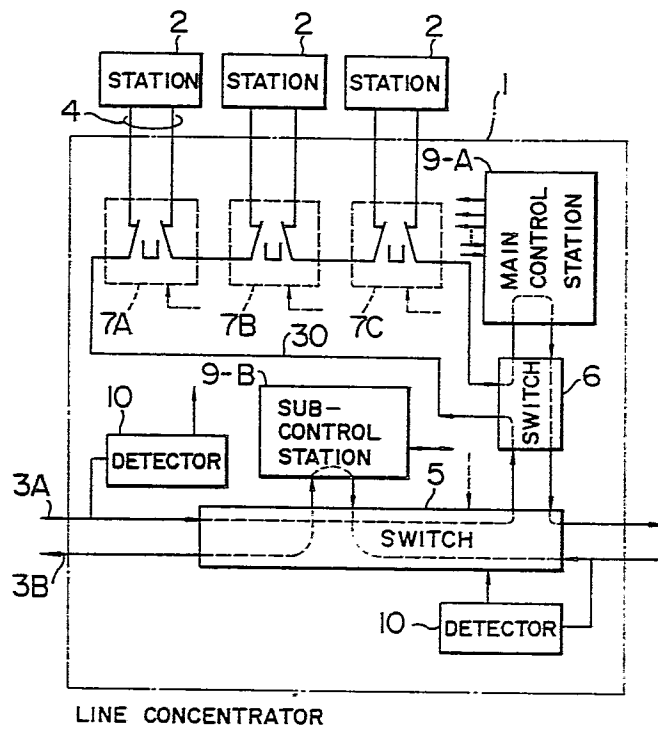 2 2 2
STATION STATION STATION
4
1
9-A
MAIN
CONTROL
STATION
7A 7B 7C
30
6
SWITCH
9-B
SUB-
CONTROL
STATION
10
DETECTOR
5
3A
SWITCH
3B
10
DETECTOR
LINE CONCENTRATOR